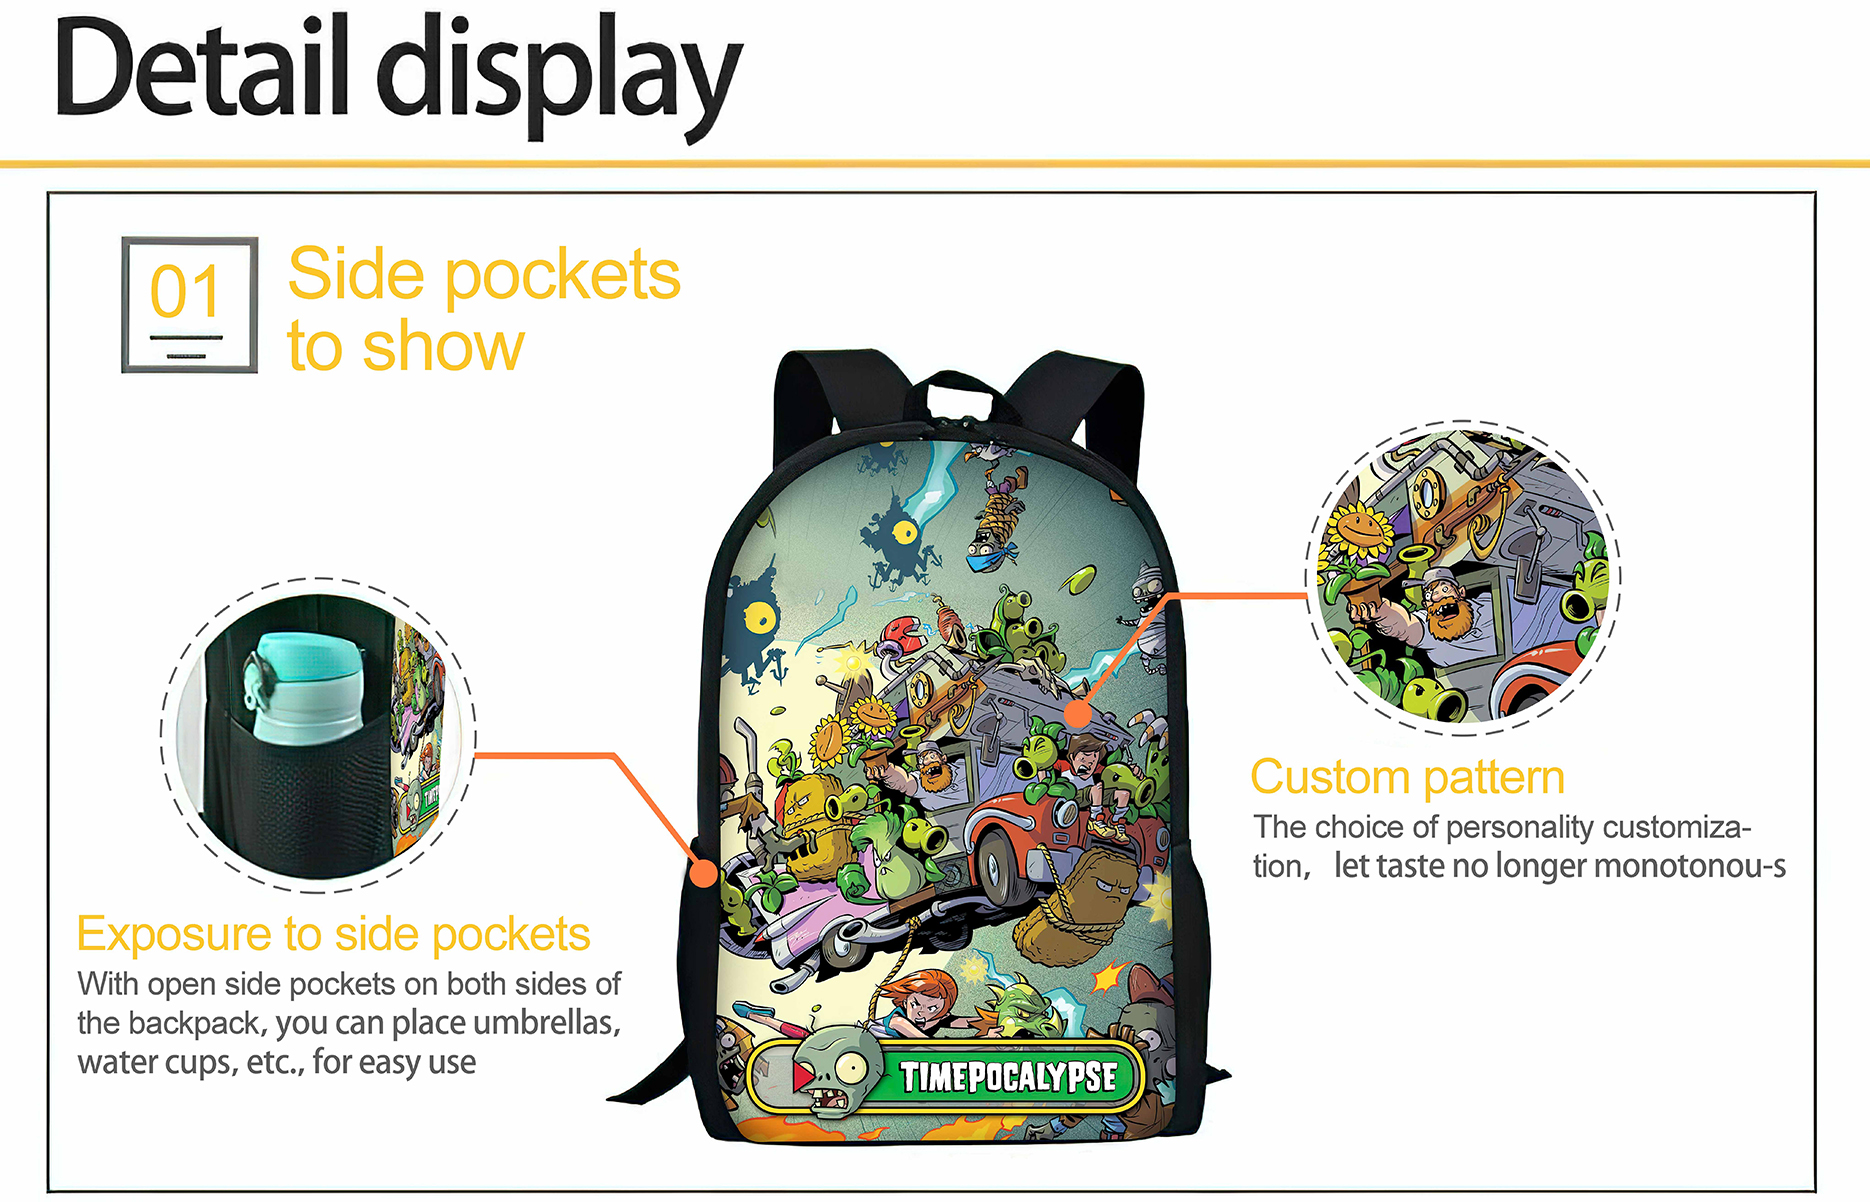 Detail display
01
Side pockets
to show
Exposure to side pockets
With open side pockets on both sides of
the backpack, you can place umbrellas,
water cups, etc., for easy use
Custom pattern
The choice of personality customiza-
tion, let taste no longer monotonou-s
TIMEPOCALYPSE